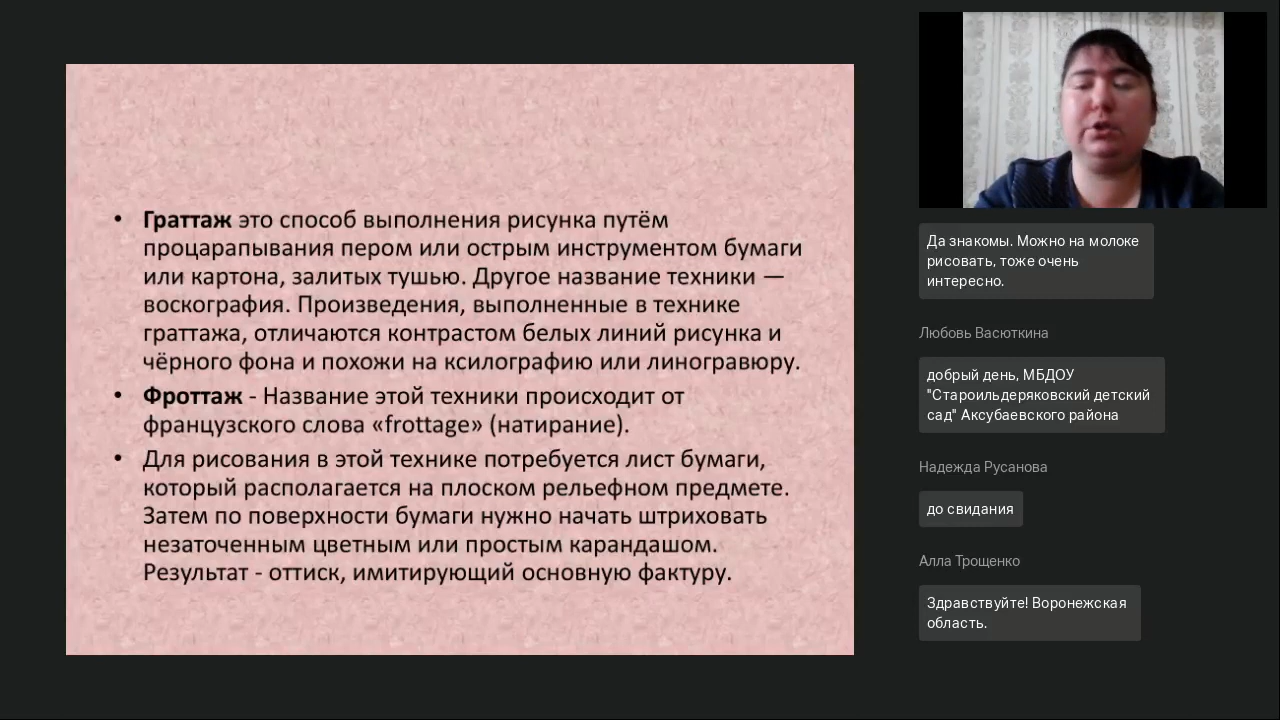 • Граттаж это способ выполнения рисунка путём
процарапывания пером или острым инструментом бумаги
или картона, залитых тушью. Другое название техники —
воскография. Произведения, выполненные в технике
граттажа, отличаются контрастом белых линий рисунка и
чёрного фона и похожи на ксилографию или линогравюру.
• Фроттаж - Название этой техники происходит от
французского слова «frottage» (натирание).
• Для рисования в этой технике потребуется лист бумаги,
который располагается на плоском рельефном предмете.
Затем по поверхности бумаги нужно начать штриховать
незаточенным цветным или простым карандашом.
Результат - оттиск, имитирующий основную фактуру.
Да знакомы. Можно на молоке
рисовать, тоже очень
интересно.
Любовь Васюткина
добрый день, МБДОУ
"Староильдеряковский детский
сад" Аксубаевского района
Надежда Русанова
до свидания
Алла Трощенко
Здравствуйте! Воронежская
область.